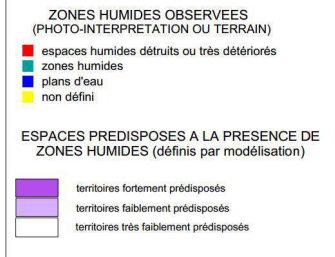 ZONES HUMIDES OBSERVEES
(PHOTO-INTERPRETATION OU TERRAIN)
espaces humides détruits ou très détériorés
zones humides
plans d'eau
non défini
ESPACES PREDISPOSES A LA PRESENCE DE
ZONES HUMIDES (définis par modélisation)
territoires fortement prédisposés
territoires faiblement prédisposés
territoires très faiblement prédisposés